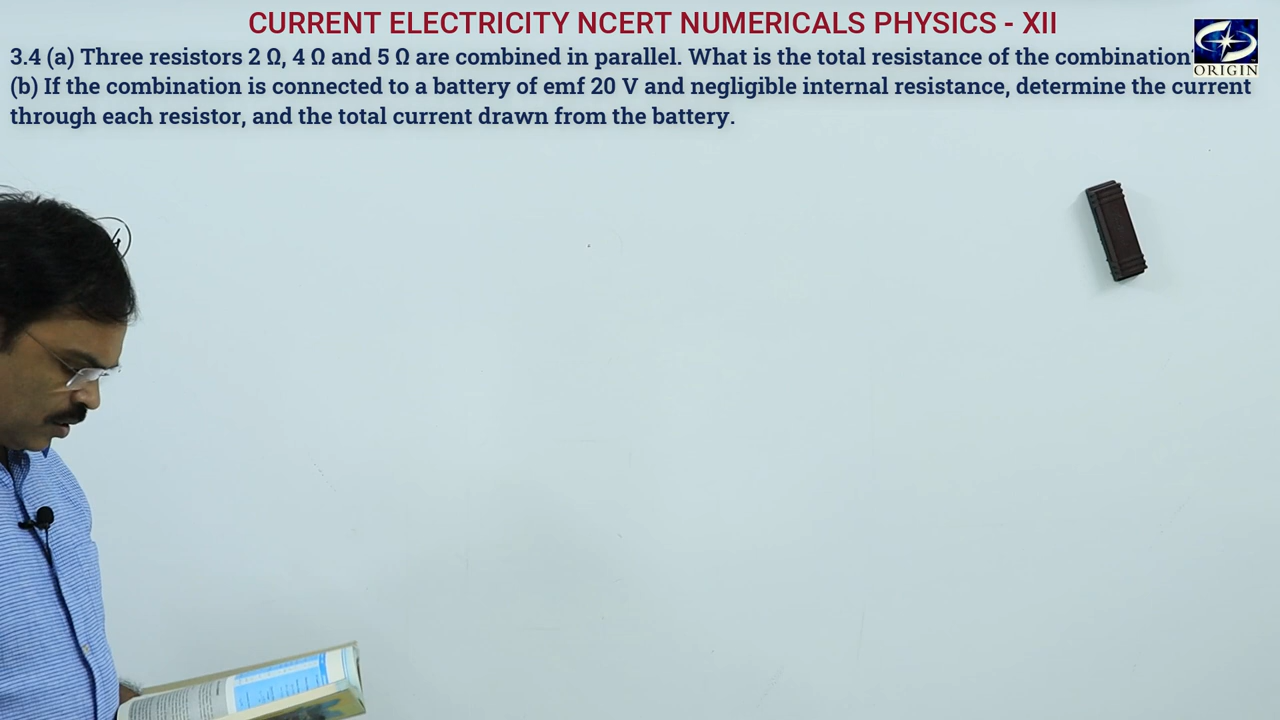 CURRENT ELECTRICITY NCERT NUMERICALS PHYSICS - XII
3.4 (a) Three resistors 2 Ω, 4 Ω and 5 Ω are combined in parallel. What is the total resistance of the combination
(b) If the combination is connected to a battery of emf 20 V and negligible internal resistance, determine the current
through each resistor, and the total current drawn from the battery.
ORIGIN